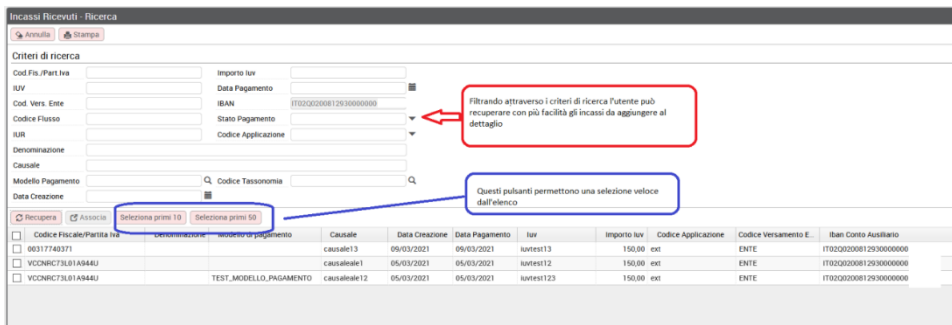 Incassi Ricevuti - Ricerca
Annulla Stampa
Criteri di ricerca
Cod.Fis./Part.Iva Importo Iuv
IUV Data Pagamento
Cod. Vers. Ente IBAN IT02Q0200812930000000
Codice Flusso Stato Pagamento
IUR Codice Applicazione
Denominazione
Causale
Modello Pagamento Codice Tassonomia
Data Creazione
Filtrando attraverso i criteri di ricerca l'utente può
recuperare con più facilità gli incassi da aggiungere al
dettaglio
Questi pulsanti permettono una selezione veloce
dall'elenco
Recupera Associa Seleziona primi 10 Seleziona primi 50
Codice Fiscale/Partita Iva Denominazione Modello di pagamento Causale Data Creazione Data Pagamento Iuv Importo Iuv Codice Applicazione Codice Versamento E... Iban Conto Ausiliario
00317740371 causale13 09/03/2021 09/03/2021 iuvtest13 150,00 ext ENTE IT02Q0200812930000000
VCCNRC73L01A944U causaleale1 05/03/2021 05/03/2021 iuvtest12 150,00 ext ENTE IT02Q0200812930000000
VCCNRC73L01A944U TEST_MODELLO_PAGAMENTO causaleale12 05/03/2021 05/03/2021 iuvtest123 150,00 ext ENTE IT02Q0200812930000000